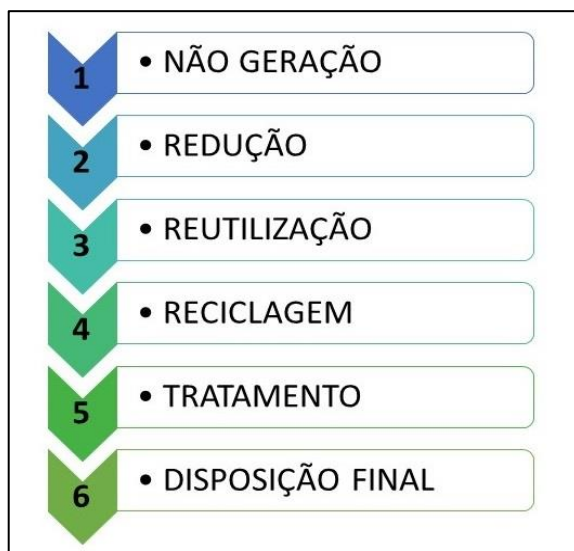 1 • NÃO GERAÇÃO
2 • REDUÇÃO
3 • REUTILIZAÇÃO
4 • RECICLAGEM
5 • TRATAMENTO
6 • DISPOSIÇÃO FINAL